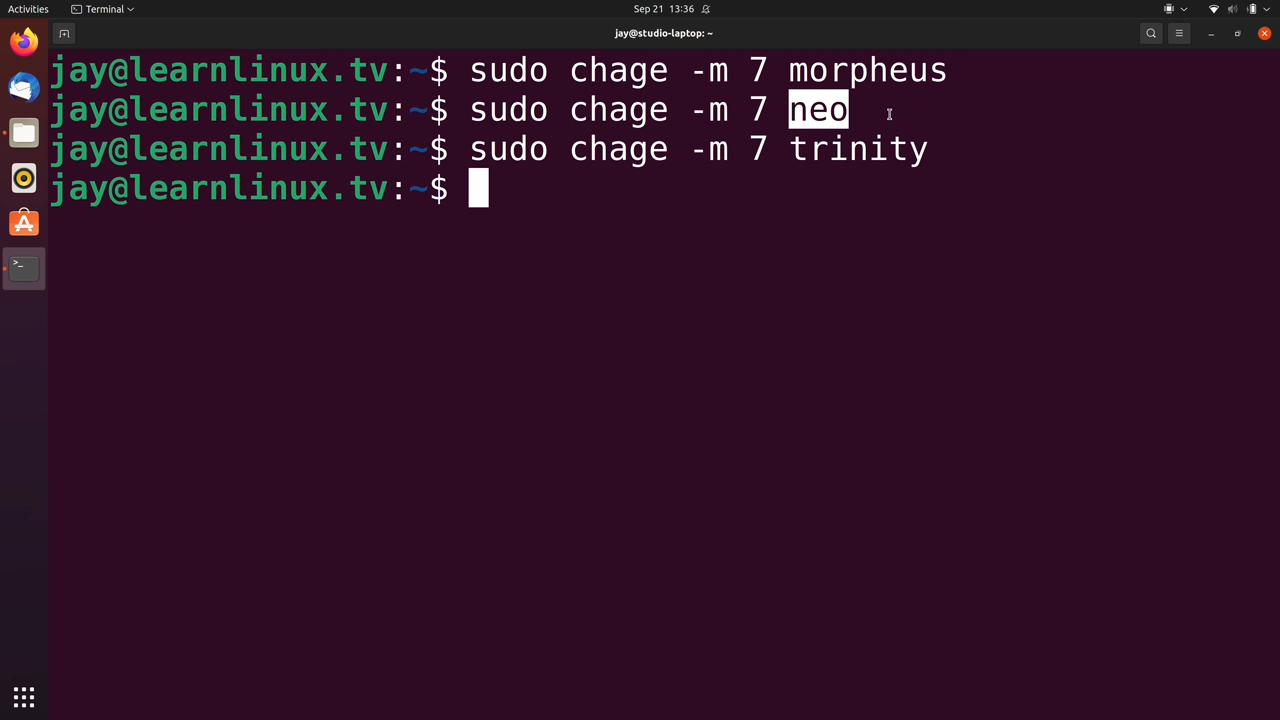 Activities
Terminal
Sep 21 13:36
jay@studio-laptop: ~
jay@learnlinux.tv:~$ sudo chage -m 7 morpheus
jay@learnlinux.tv:~$ sudo chage -m 7 neo
jay@learnlinux.tv:~$ sudo chage -m 7 trinity
jay@learnlinux.tv:~$